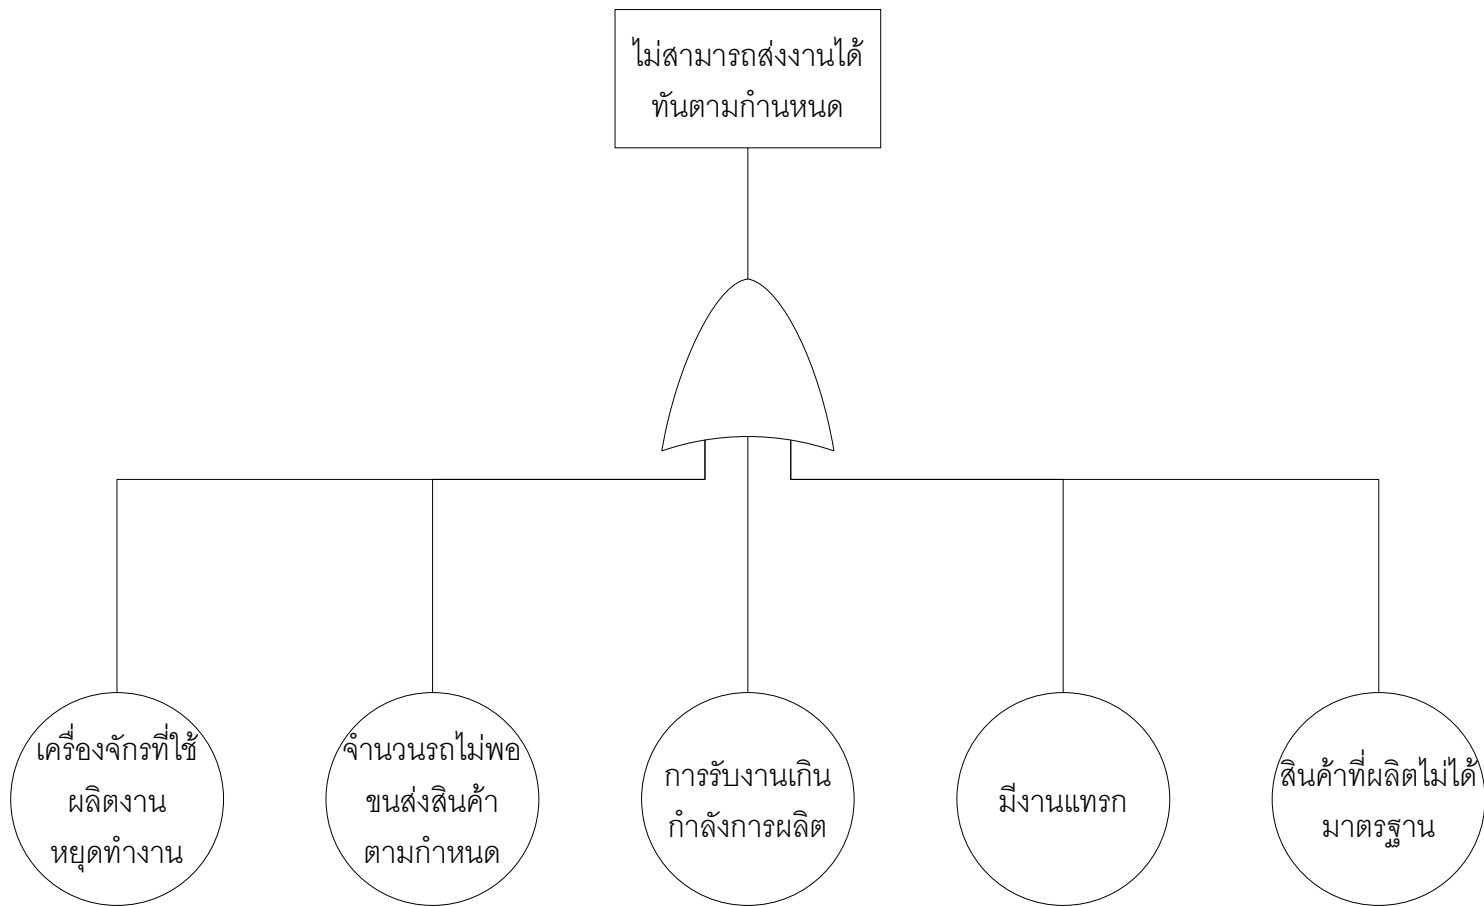 ไม่สามารถส่งงานได้
ทันตามกำนหนด
เครื่องจักรที่ใช้
ผลิตงาน
หยุดทำงาน
จำนวนรถไม่พอ
ขนส่งสินค้า
ตามกำหนด
การรับงานเกิน
กำลังการผลิต
มีงานแทรก
สินค้าที่ผลิตไม่ได้
มาตรฐาน